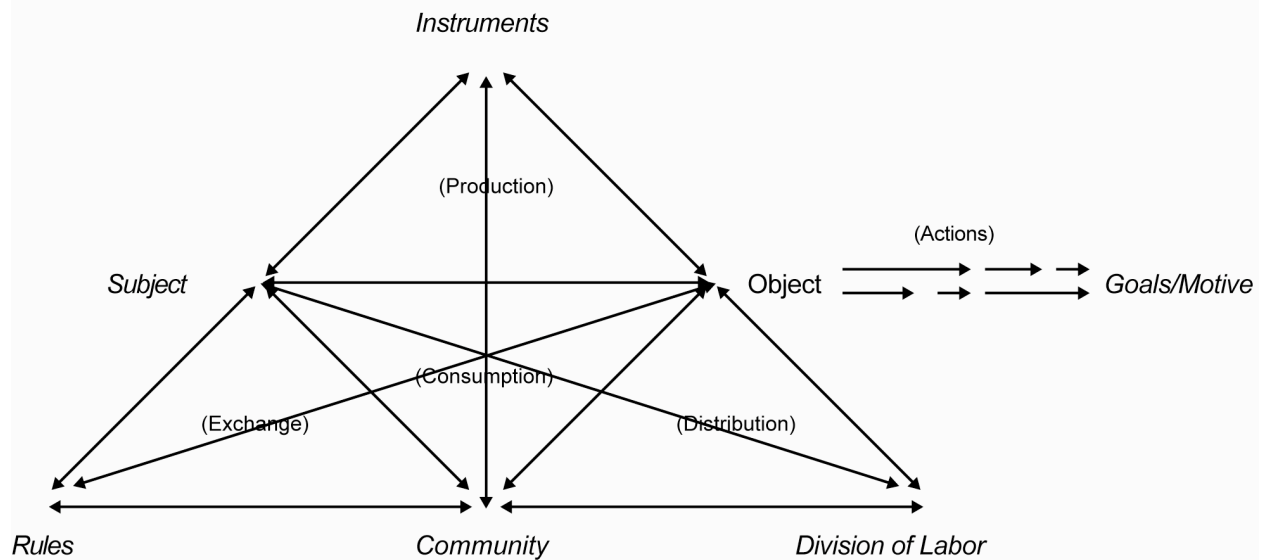 Instruments
(Production)
(Actions)
Subject
Object
Goals/Motive
(Consumption)
(Exchange)
(Distribution)
Rules
Community
Division of Labor